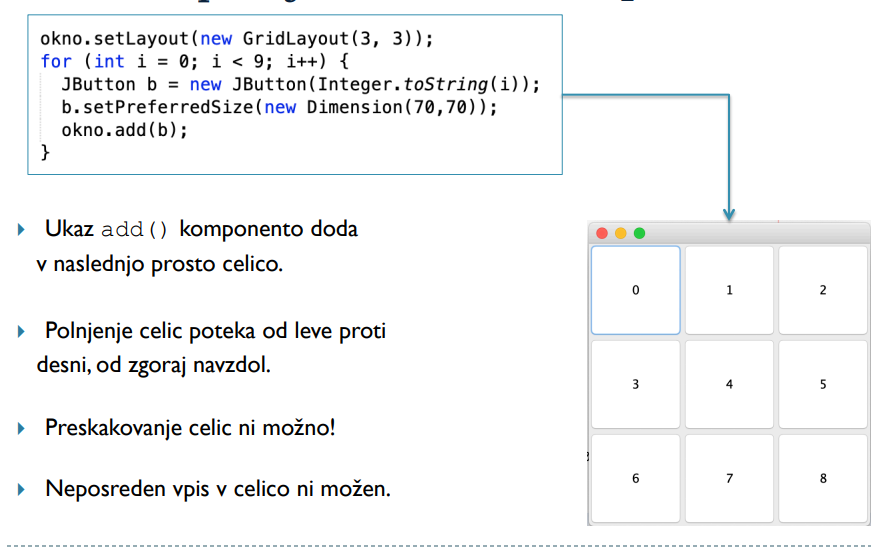 okno.setLayout(new GridLayout(3, 3));
for (int i = 0; i < 9; i++) {
JButton b = new JButton(Integer.toString(i));
b.setPreferredSize(new Dimension(70,70));
okno.add(b);
}
Ukaz add() komponento doda
v naslednjo prosto celico.
Polnjenje celic poteka od leve proti
desni, od zgoraj navzdol.
Preskakovanje celic ni možno!
Neposreden vpis v celico ni možen.
0 1 2
3 4 5
6 7 8